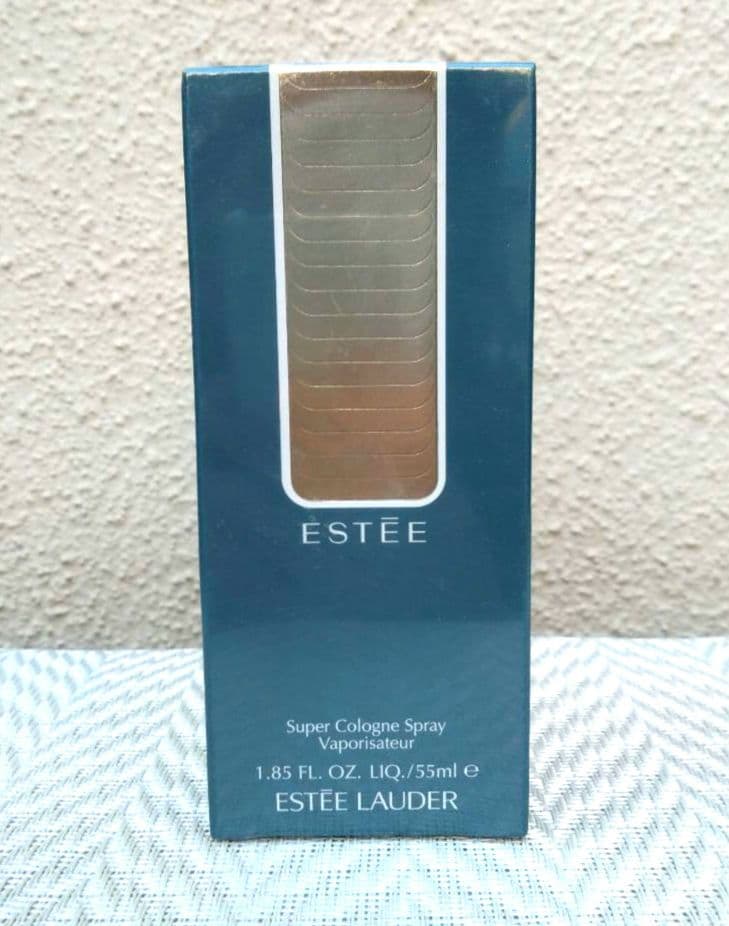 ESTĒE
Super Cologne Spray
Vaporisateur
1.85 FL. OZ. LIQ./55ml ℮
ESTĒE LAUDER